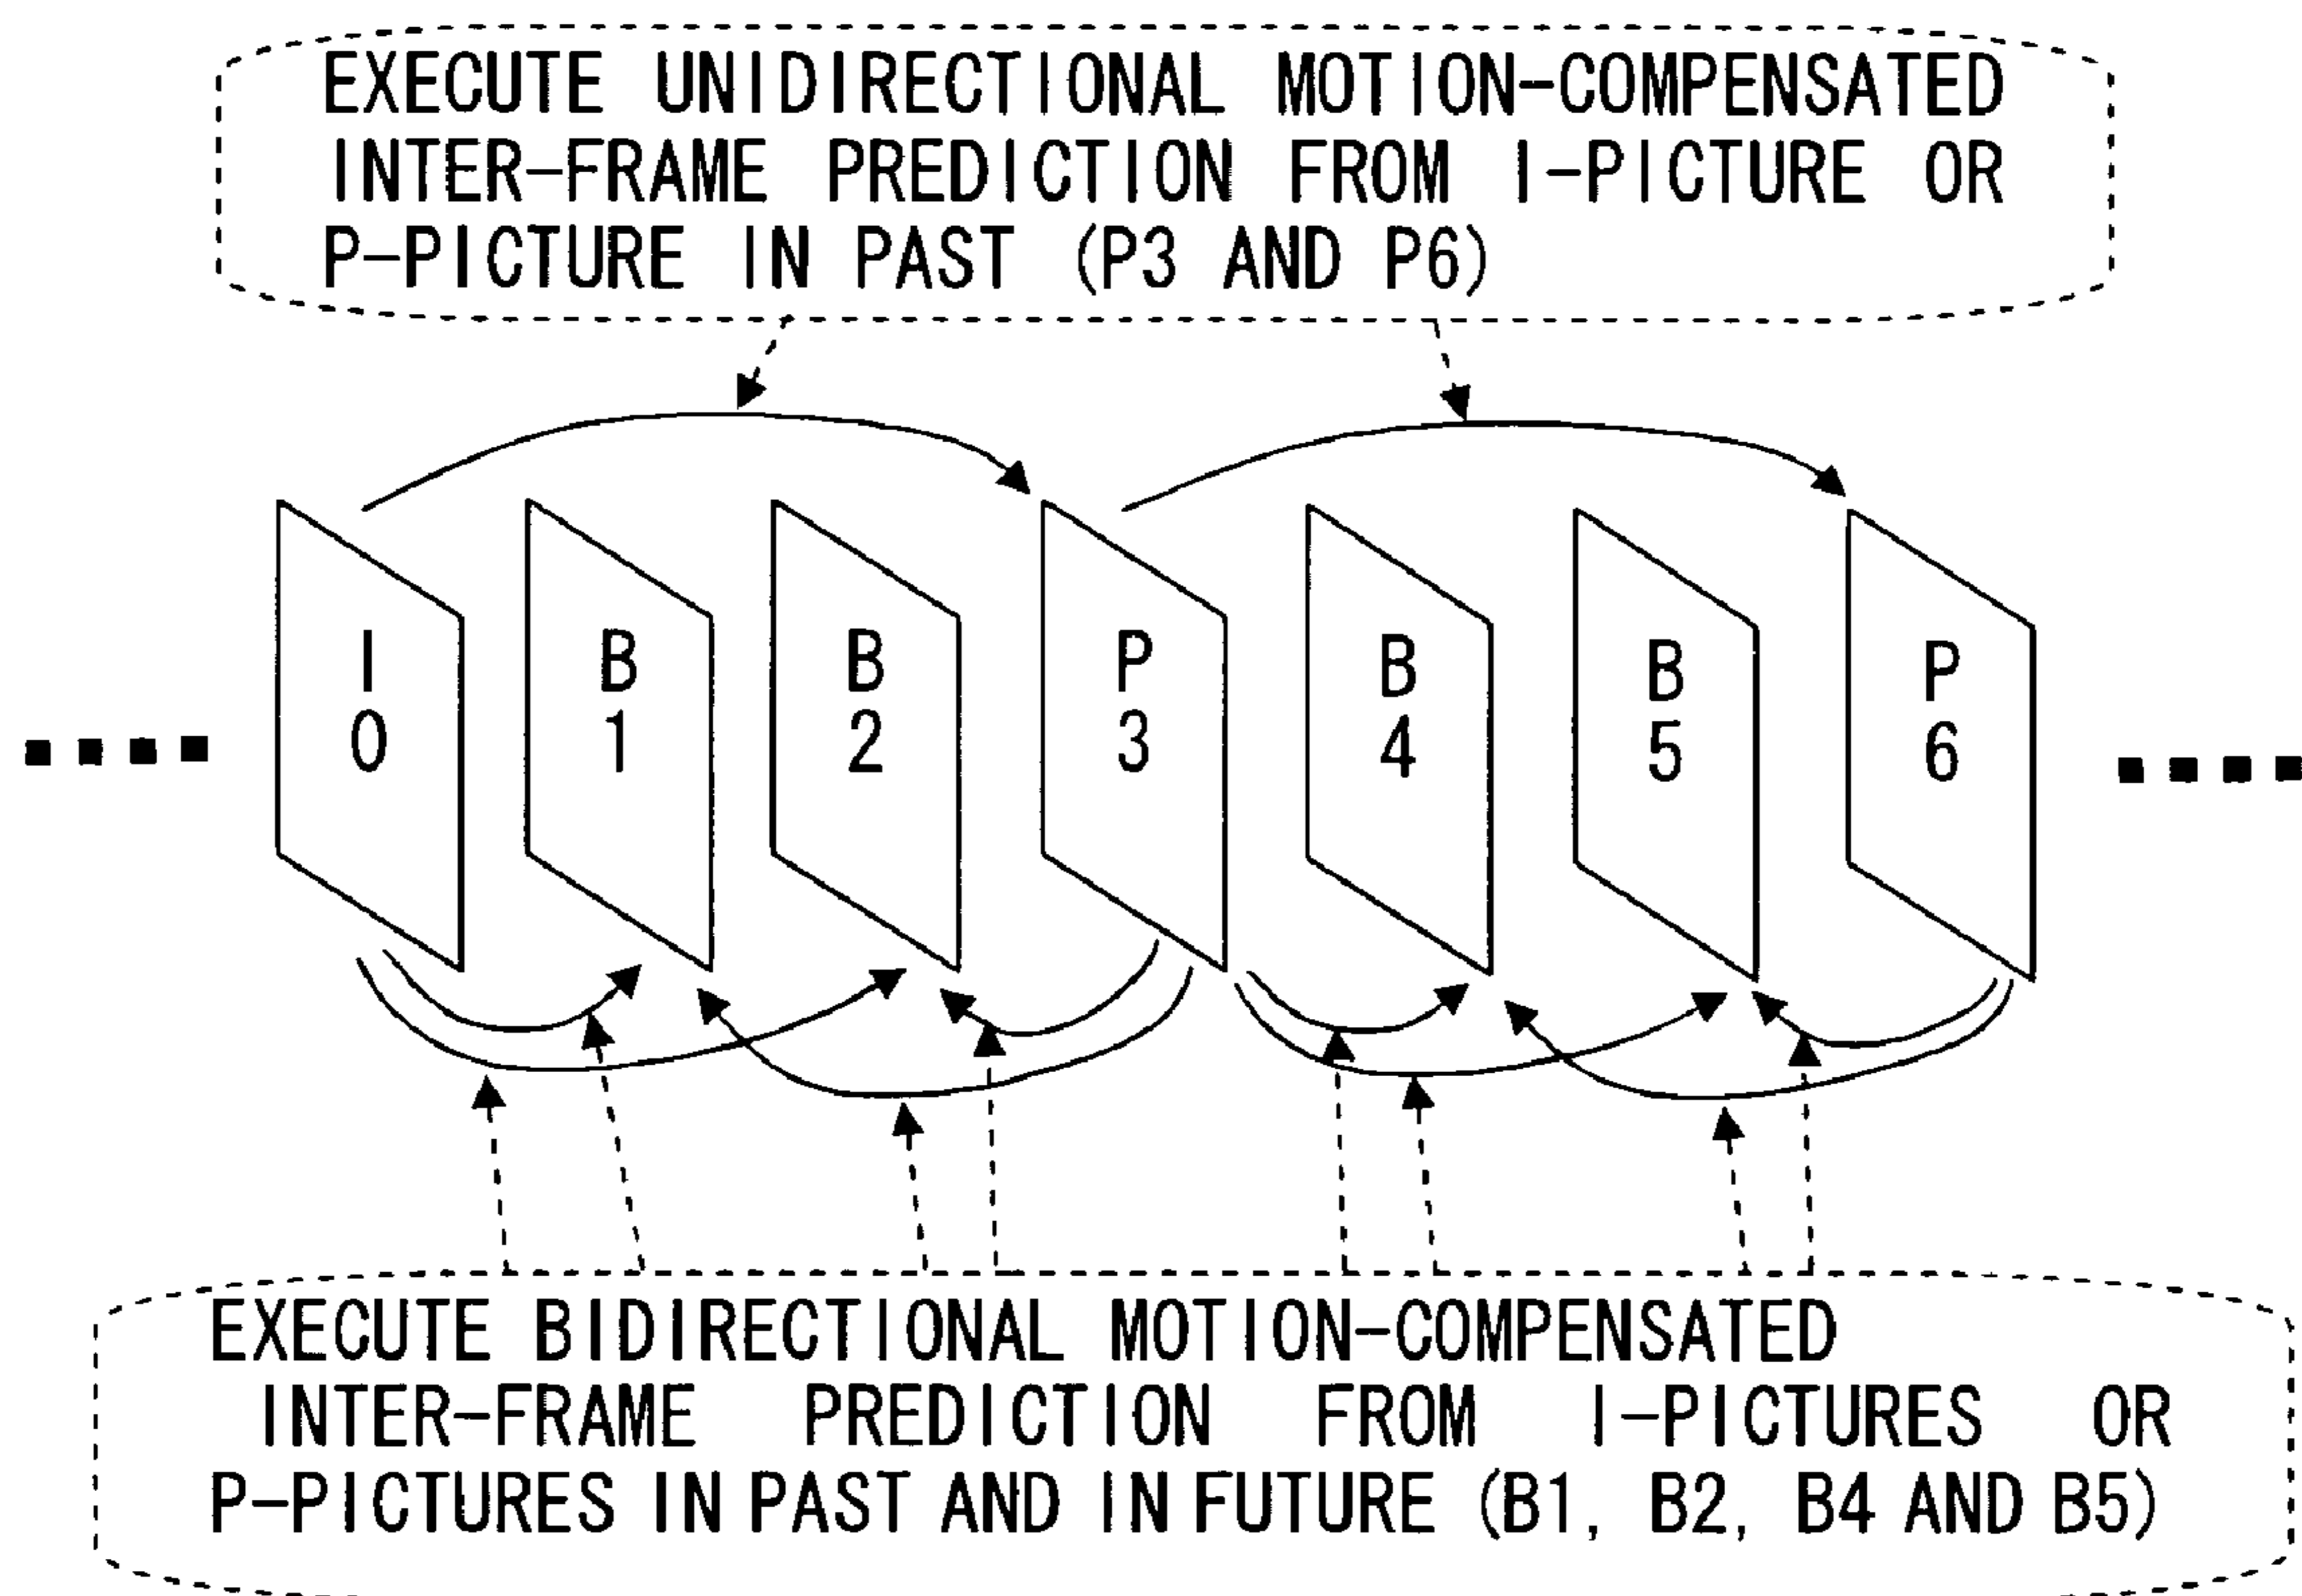 EXECUTE UNIDIRECTIONAL MOTION-COMPENSATED
INTER-FRAME PREDICTION FROM I-PICTURE OR
P-PICTURE IN PAST (P3 AND P6)
I B B P B B P
0 1 2 3 4 5 6
EXECUTE BIDIRECTIONAL MOTION-COMPENSATED
INTER-FRAME PREDICTION FROM I-PICTURES OR
P-PICTURES IN PAST AND IN FUTURE (B1, B2, B4 AND B5)